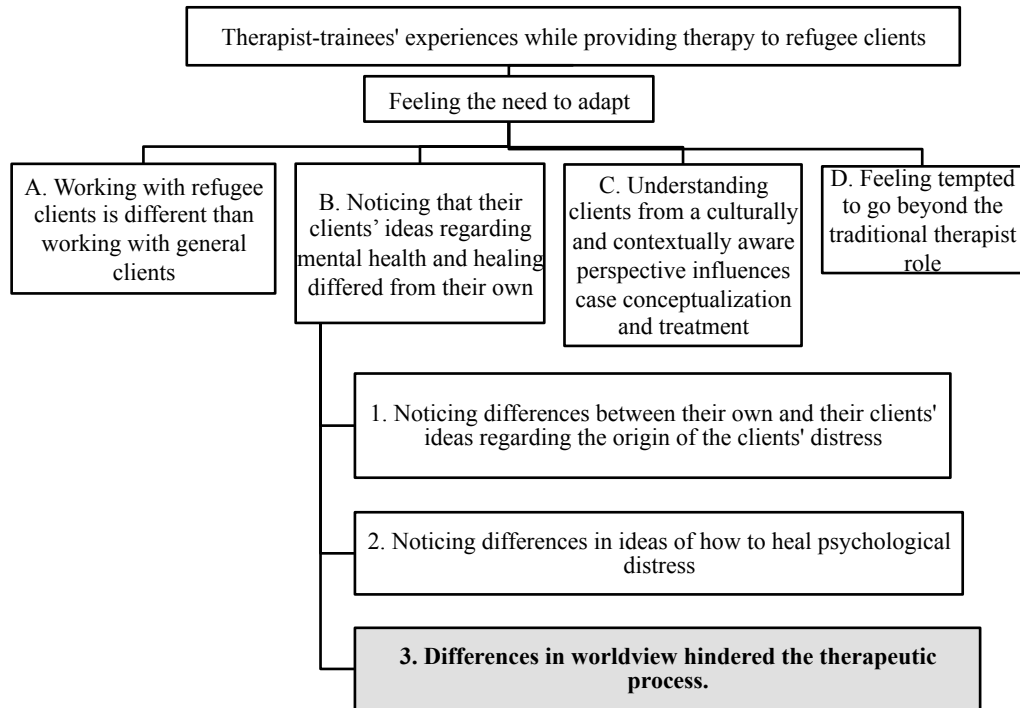 Therapist-trainees' experiences while providing therapy to refugee clients
Feeling the need to adapt
A. Working with refugee
clients is different than
working with general
clients
B. Noticing that their
clients’ ideas regarding
mental health and healing
differed from their own
C. Understanding
clients from a culturally
and contextually aware
perspective influences
case conceptualization
and treatment
D. Feeling tempted
to go beyond the
traditional therapist
role
1. Noticing differences between their own and their clients'
ideas regarding the origin of the clients' distress
2. Noticing differences in ideas of how to heal psychological
distress
3. Differences in worldview hindered the therapeutic
process.